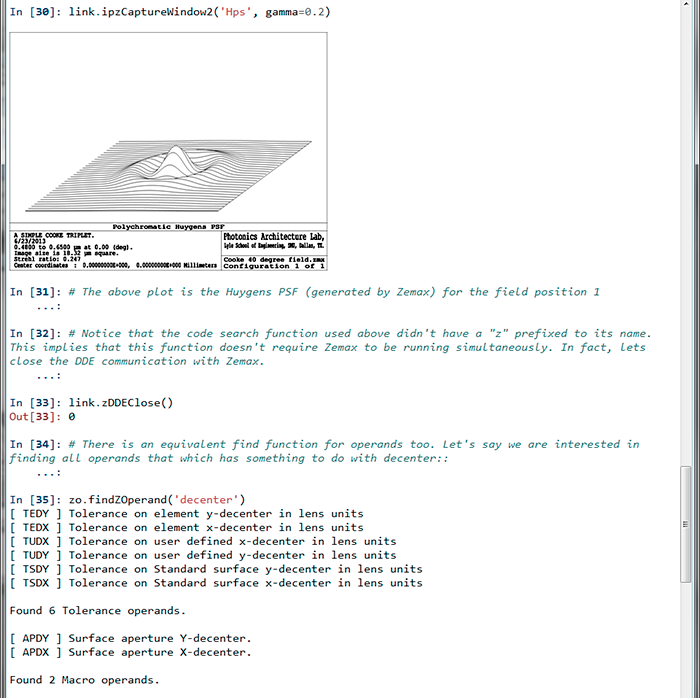 In [30]: link.ipzCaptureWindow2('Hps', gamma=0.2)
Polychromatic Huygens PSF
A SIMPLE COOKE TRIPLET.
6/23/2013
0.4800 to 0.6500 µm at 0.00 (deg).
Image size is 18.32 µm square.
Strehl ratio: 0.247
Center coordinates : 0.00000000E+000, 0.00000000E+000 Millimeters
Photonics Architecture Lab,
Lyle School of Engineering, SMU, Dallas, TX.
Cooke 40 degree field.zmx
Configuration 1 of 1
In [31]: # The above plot is the Huygens PSF (generated by Zemax) for the field position 1
...:
In [32]: # Notice that the code search function used above didn't have a "z" prefixed to its name.
This implies that this function doesn't require Zemax to be running simultaneously. In fact, lets
close the DDE communication with Zemax.
...:
In [33]: link.zDDEClose()
Out[33]: 0
In [34]: # There is an equivalent find function for operands too. Let's say we are interested in
finding all operands that which has something to do with decenter::
...:
In [35]: zo.findZOperand('decenter')
[ TEDY ] Tolerance on element y-decenter in lens units
[ TEDX ] Tolerance on element x-decenter in lens units
[ TUDX ] Tolerance on user defined x-decenter in lens units
[ TUDY ] Tolerance on user defined y-decenter in lens units
[ TSDY ] Tolerance on Standard surface y-decenter in lens units
[ TSDX ] Tolerance on Standard surface x-decenter in lens units
Found 6 Tolerance operands.
[ APDY ] Surface aperture Y-decenter.
[ APDX ] Surface aperture X-decenter.
Found 2 Macro operands.